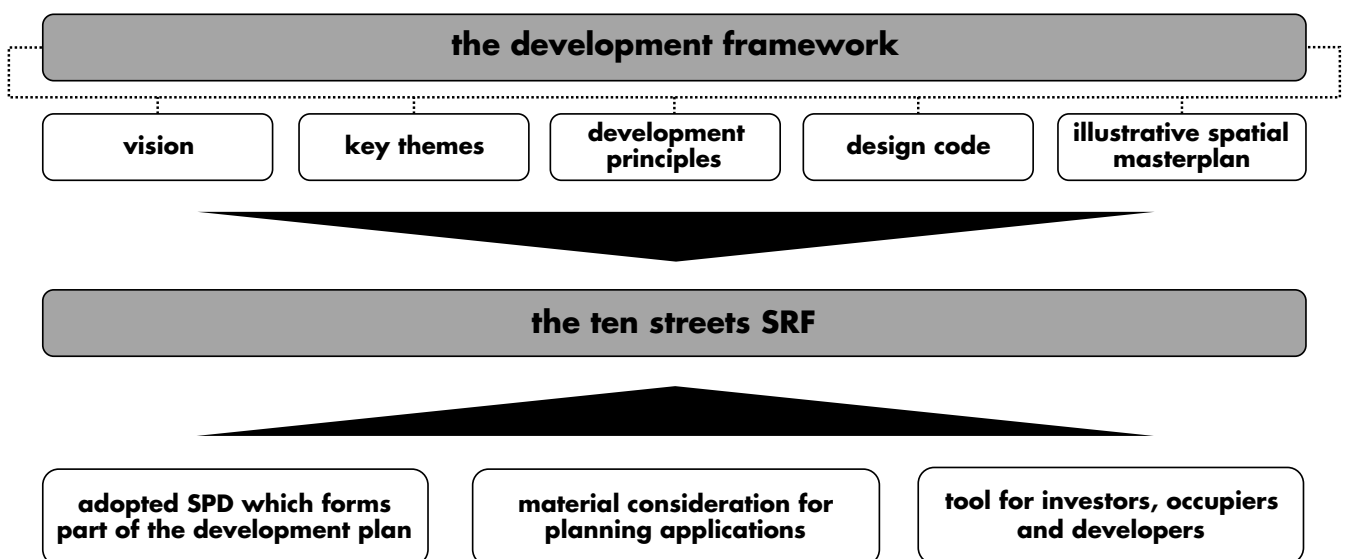 the development framework
vision
key themes
development
principles
design code
illustrative spatial
masterplan
the ten streets SRF
adopted SPD which forms
part of the development plan
material consideration for
planning applications
tool for investors, occupiers
and developers